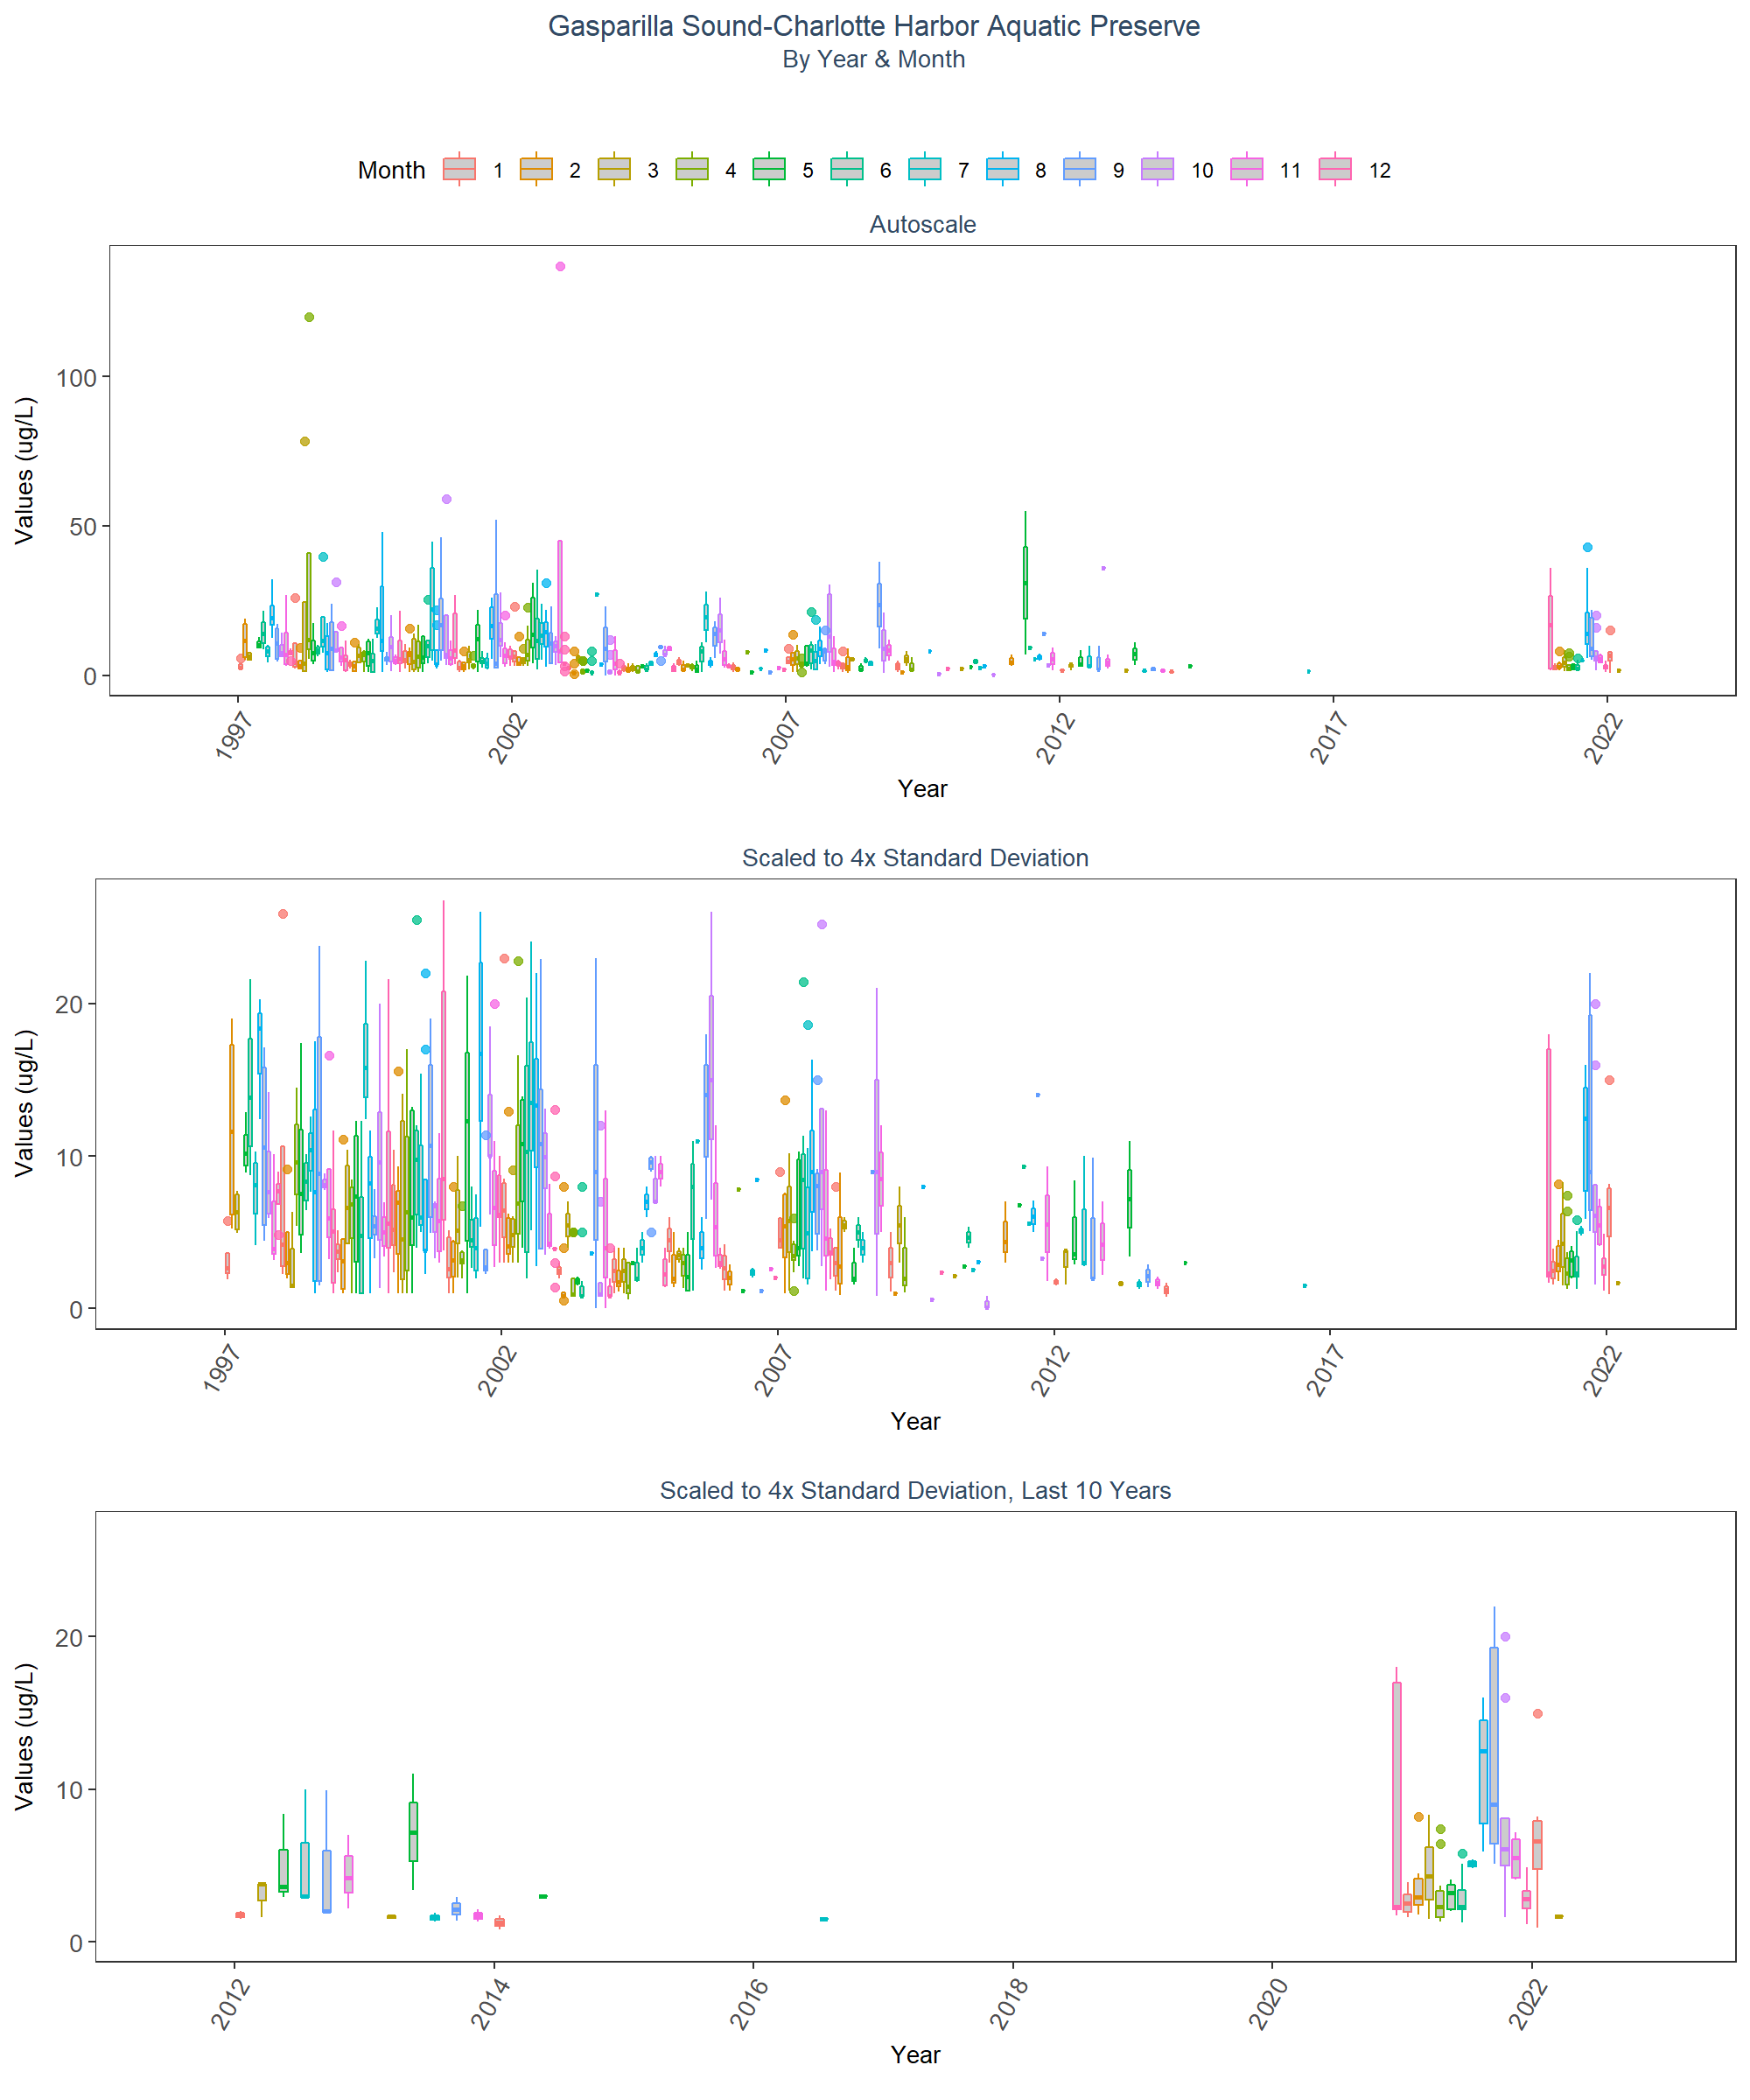 Gasparilla Sound-Charlotte Harbor Aquatic Preserve
By Year & Month
Month 1 2 3 4 5 6 7 8 9 10 11 12
Autoscale
Values (ug/L)
100
50
0
1997 2002 2007 2012 2017 2022
Year
Scaled to 4x Standard Deviation
Values (ug/L)
20
10
0
1997 2002 2007 2012 2017 2022
Year
Scaled to 4x Standard Deviation, Last 10 Years
Values (ug/L)
20
10
0
2012 2014 2016 2018 2020 2022
Year